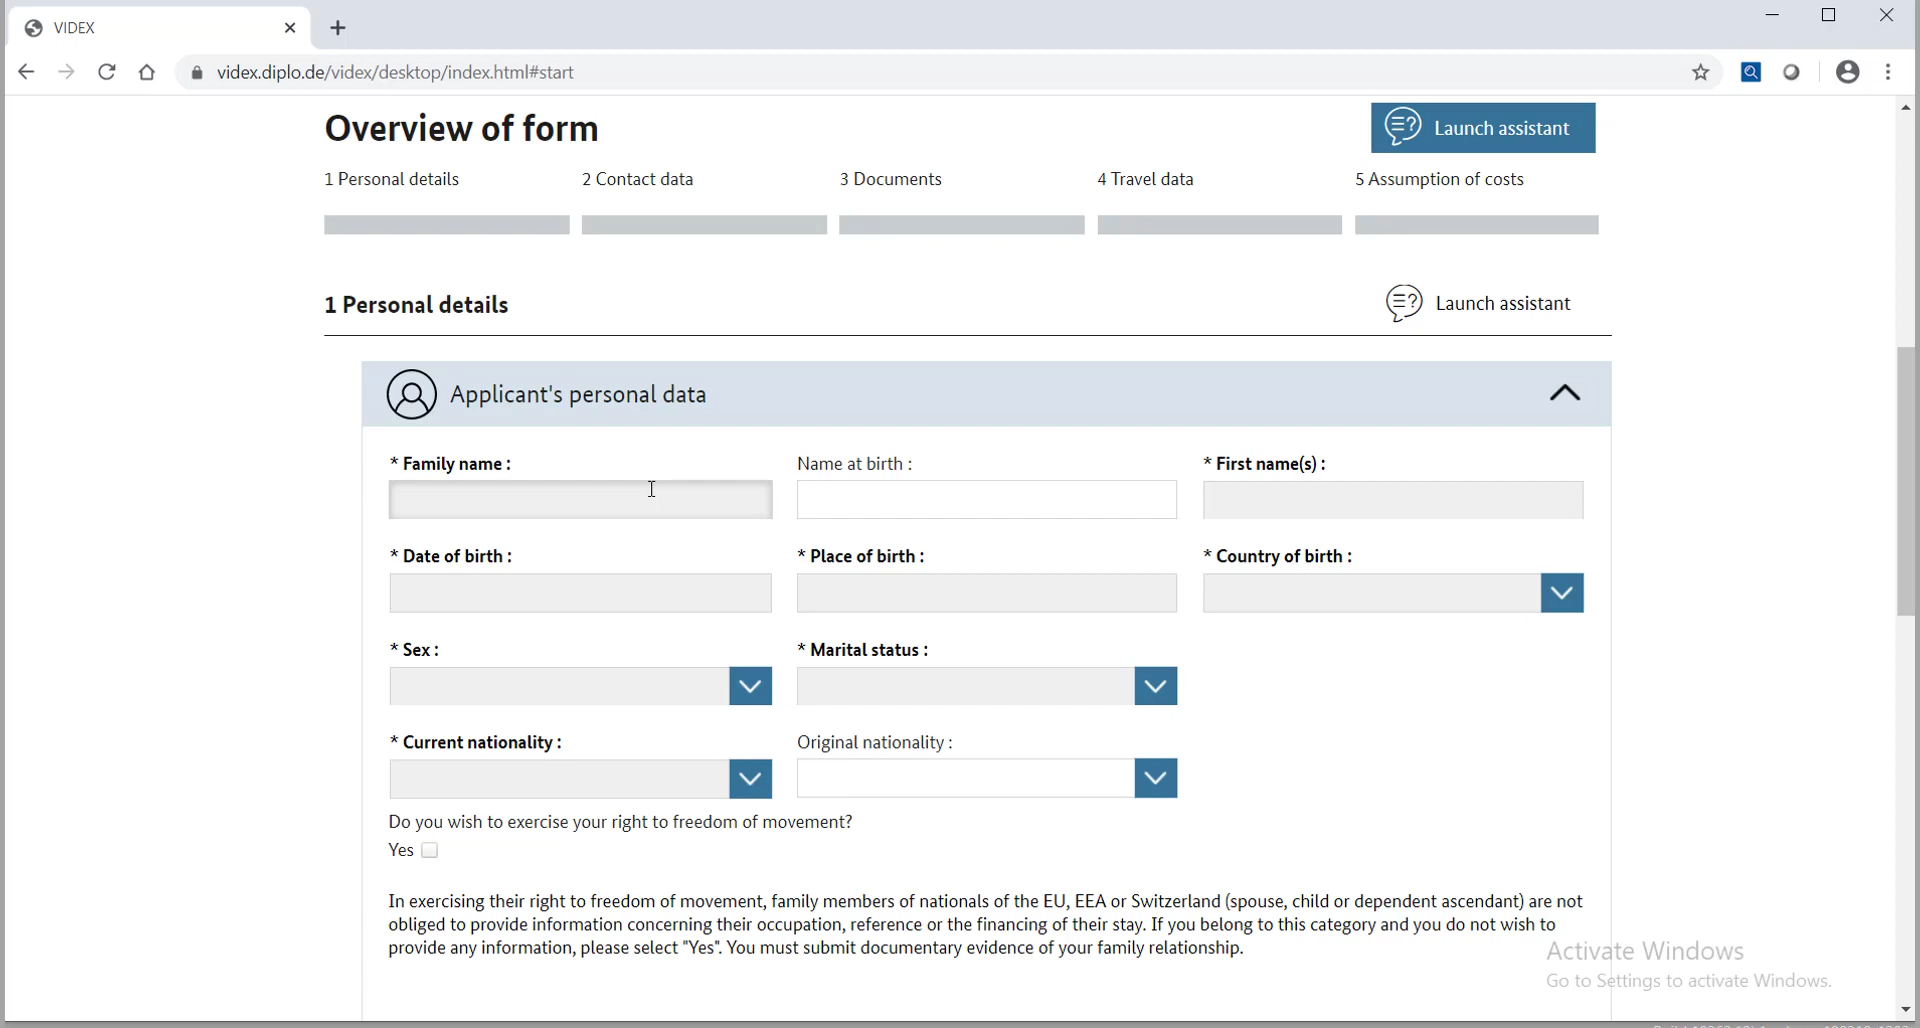 VIDEX
videx.diplo.de/videx/desktop/index.html#start
Overview of form
Launch assistant
1 Personal details
2 Contact data
3 Documents
4 Travel data
5 Assumption of costs
1 Personal details
Launch assistant
Applicant's personal data
* Family name :
Name at birth :
* First name(s) :
* Date of birth :
* Place of birth :
* Country of birth :
* Sex :
* Marital status :
* Current nationality :
Original nationality :
Do you wish to exercise your right to freedom of movement?
Yes
In exercising their right to freedom of movement, family members of nationals of the EU, EEA or Switzerland (spouse, child or dependent ascendant) are not
obliged to provide information concerning their occupation, reference or the financing of their stay. If you belong to this category and you do not wish to
provide any information, please select "Yes". You must submit documentary evidence of your family relationship.
Activate Windows
Go to Settings to activate Windows.